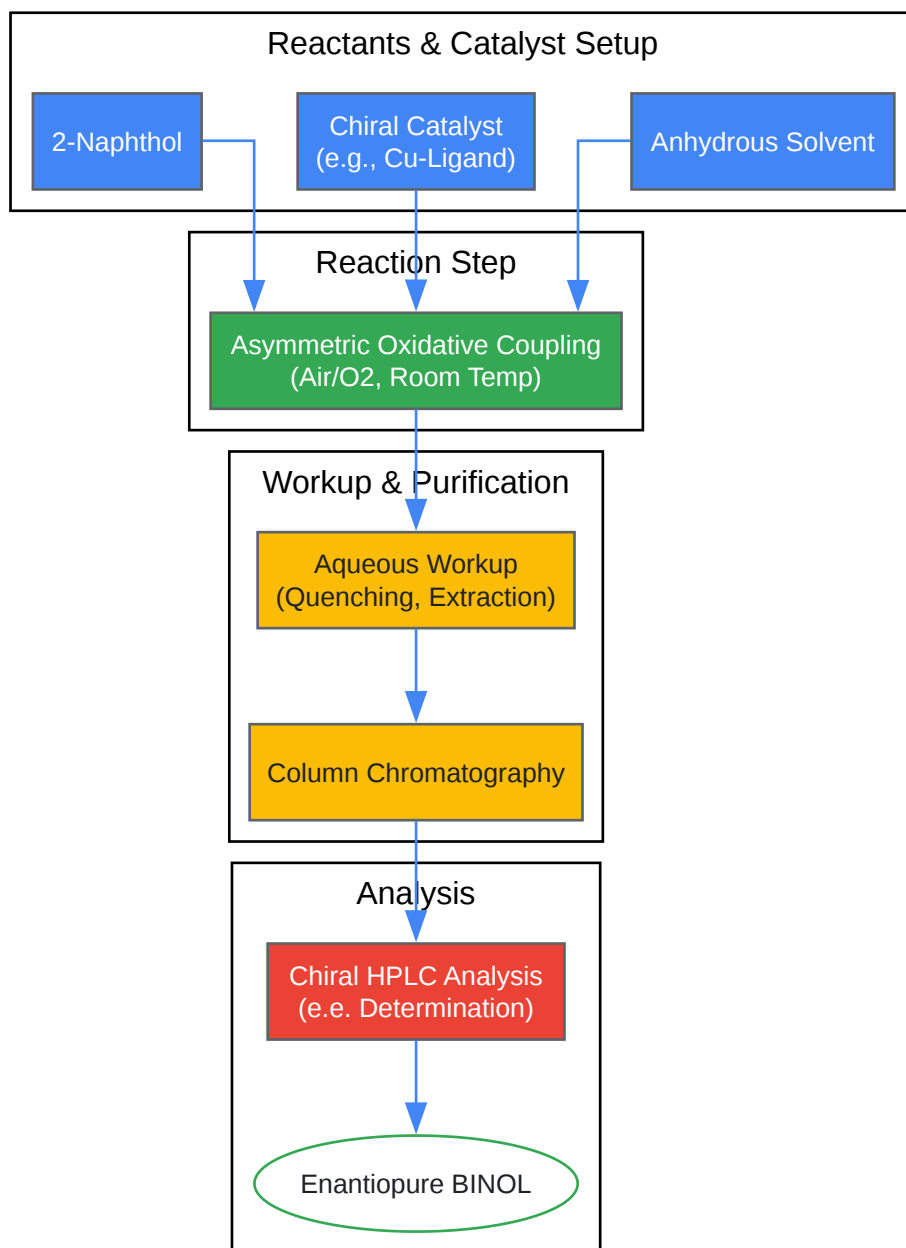 Reactants & Catalyst Setup
2-Naphthol
Chiral Catalyst
(e.g., Cu-Ligand)
Anhydrous Solvent
Reaction Step
Asymmetric Oxidative Coupling
(Air/O2, Room Temp)
Workup & Purification
Aqueous Workup
(Quenching, Extraction)
Column Chromatography
Analysis
Chiral HPLC Analysis
(e.e. Determination)
Enantiopure BINOL